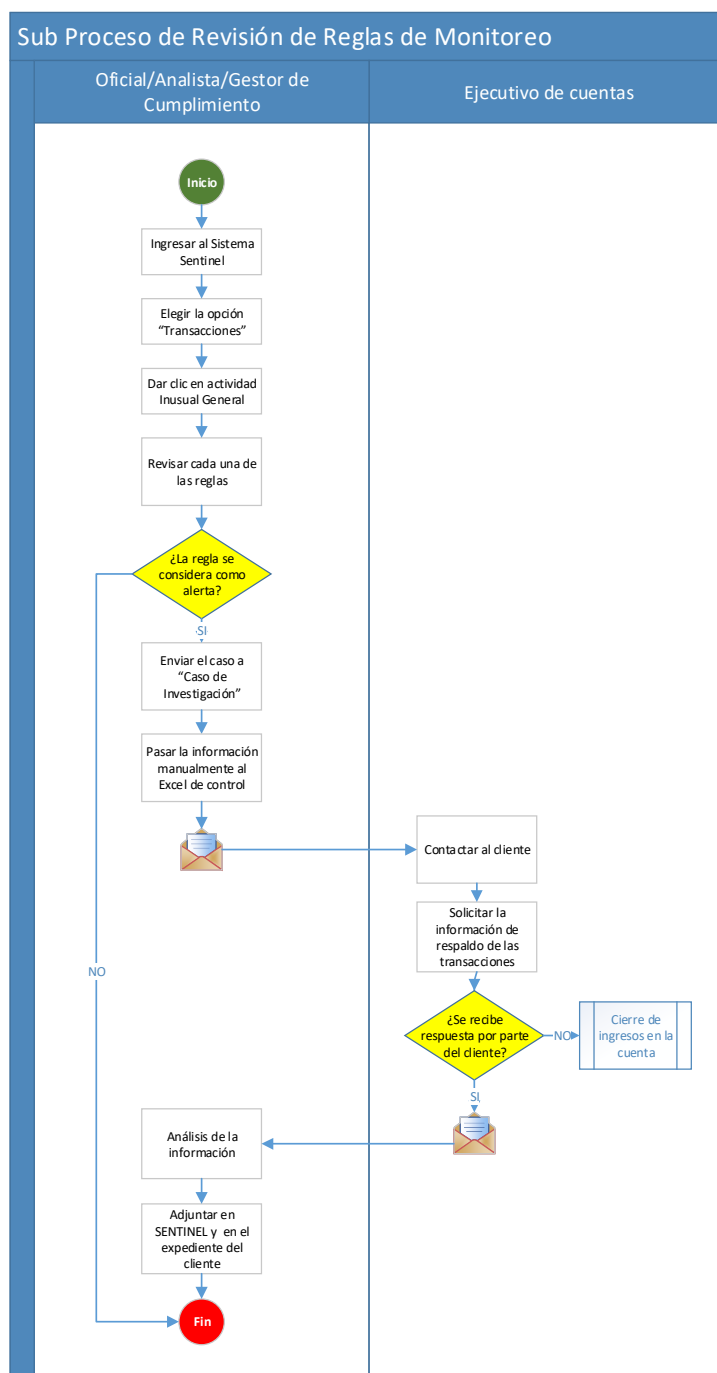 Sub Proceso de Revisión de Reglas de Monitoreo
Oficial/Analista/Gestor de
Cumplimiento
Ejecutivo de cuentas
Inicio
Ingresar al Sistema
Sentinel
Elegir la opción
“Transacciones”
Dar clic en actividad
Inusual General
Revisar cada una de
las reglas
¿La regla se
considera como
alerta?
SI
Enviar el caso a
“Caso de
Investigación”
Pasar la información
manualmente al
Excel de control
Contactar al cliente
Solicitar la
información de
respaldo de las
transacciones
NO
¿Se recibe
respuesta por parte
del cliente?
NO
Cierre de
ingresos en la
cuenta
SI
Análisis de la
información
Adjuntar en
SENTINEL y en el
expediente del
cliente
Fin